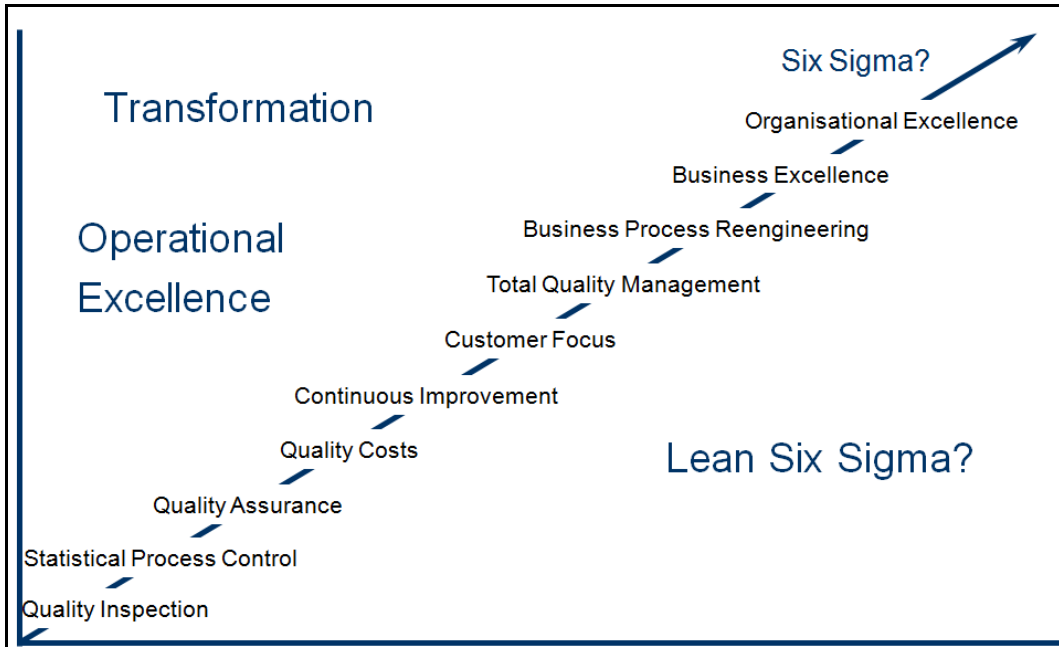 Six Sigma?
Transformation
Organisational Excellence
Business Excellence
Operational
Excellence
Business Process Reengineering
Total Quality Management
Customer Focus
Continuous Improvement
Quality Costs
Lean Six Sigma?
Quality Assurance
Statistical Process Control
Quality Inspection